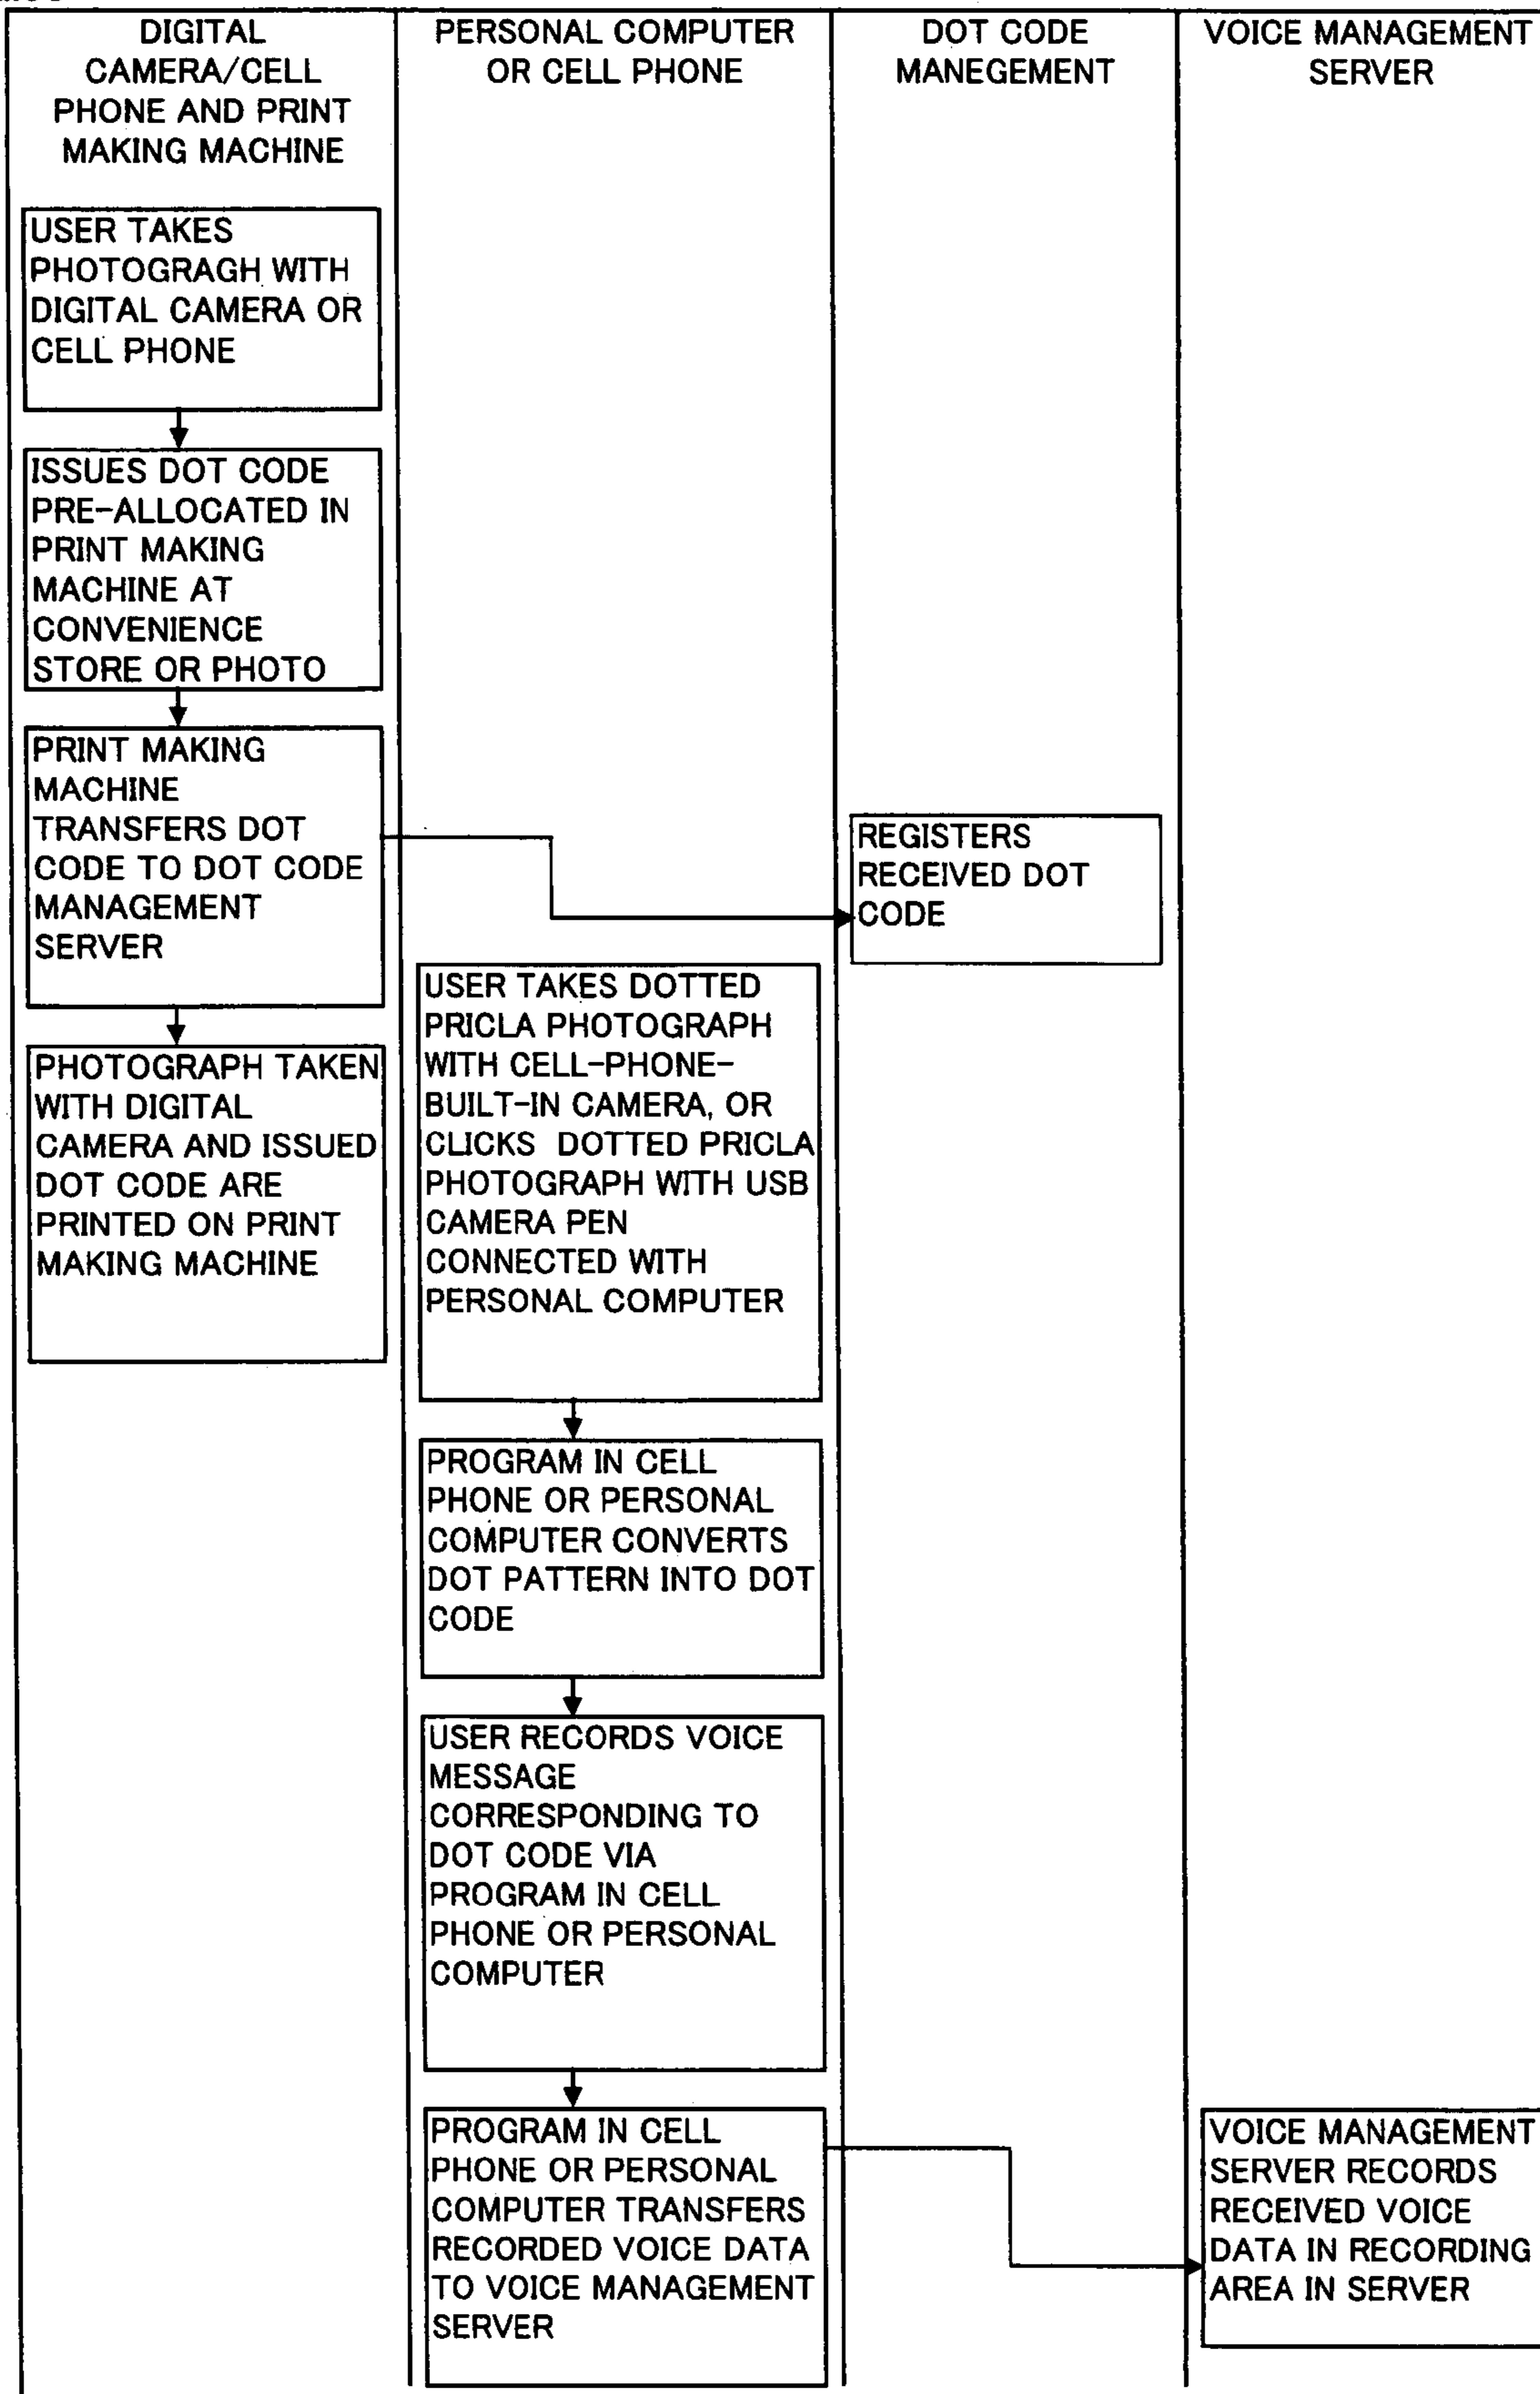 DIGITAL
CAMERA/CELL
PHONE AND PRINT
MAKING MACHINE
PERSONAL COMPUTER
OR CELL PHONE
DOT CODE
MANEGEMENT
VOICE MANAGEMENT
SERVER
USER TAKES
PHOTOGRAGH WITH
DIGITAL CAMERA OR
CELL PHONE
ISSUES DOT CODE
PRE-ALLOCATED IN
PRINT MAKING
MACHINE AT
CONVENIENCE
STORE OR PHOTO
PRINT MAKING
MACHINE
TRANSFERS DOT
CODE TO DOT CODE
MANAGEMENT
SERVER
REGISTERS
RECEIVED DOT
CODE
PHOTOGRAPH TAKEN
WITH DIGITAL
CAMERA AND ISSUED
DOT CODE ARE
PRINTED ON PRINT
MAKING MACHINE
USER TAKES DOTTED
PRICLA PHOTOGRAPH
WITH CELL-PHONE-
BUILT-IN CAMERA, OR
CLICKS DOTTED PRICLA
PHOTOGRAPH WITH USB
CAMERA PEN
CONNECTED WITH
PERSONAL COMPUTER
PROGRAM IN CELL
PHONE OR PERSONAL
COMPUTER CONVERTS
DOT PATTERN INTO DOT
CODE
USER RECORDS VOICE
MESSAGE
CORRESPONDING TO
DOT CODE VIA
PROGRAM IN CELL
PHONE OR PERSONAL
COMPUTER
PROGRAM IN CELL
PHONE OR PERSONAL
COMPUTER TRANSFERS
RECORDED VOICE DATA
TO VOICE MANAGEMENT
SERVER
VOICE MANAGEMENT
SERVER RECORDS
RECEIVED VOICE
DATA IN RECORDING
AREA IN SERVER